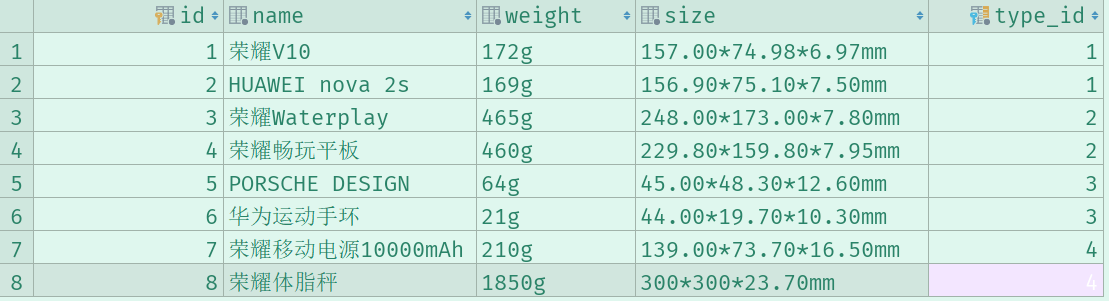 id name weight size type_id
1 1 荣耀V10 172g 157.00*74.98*6.97mm 1
2 2 HUAWEI nova 2s 169g 156.90*75.10*7.50mm 1
3 3 荣耀Waterplay 465g 248.00*173.00*7.80mm 2
4 4 荣耀畅玩平板 460g 229.80*159.80*7.95mm 2
5 5 PORSCHE DESIGN 64g 45.00*48.30*12.60mm 3
6 6 华为运动手环 21g 44.00*19.70*10.30mm 3
7 7 荣耀移动电源10000mAh 210g 139.00*73.70*16.50mm 4
8 8 荣耀体脂秤 1850g 300*300*23.70mm 4